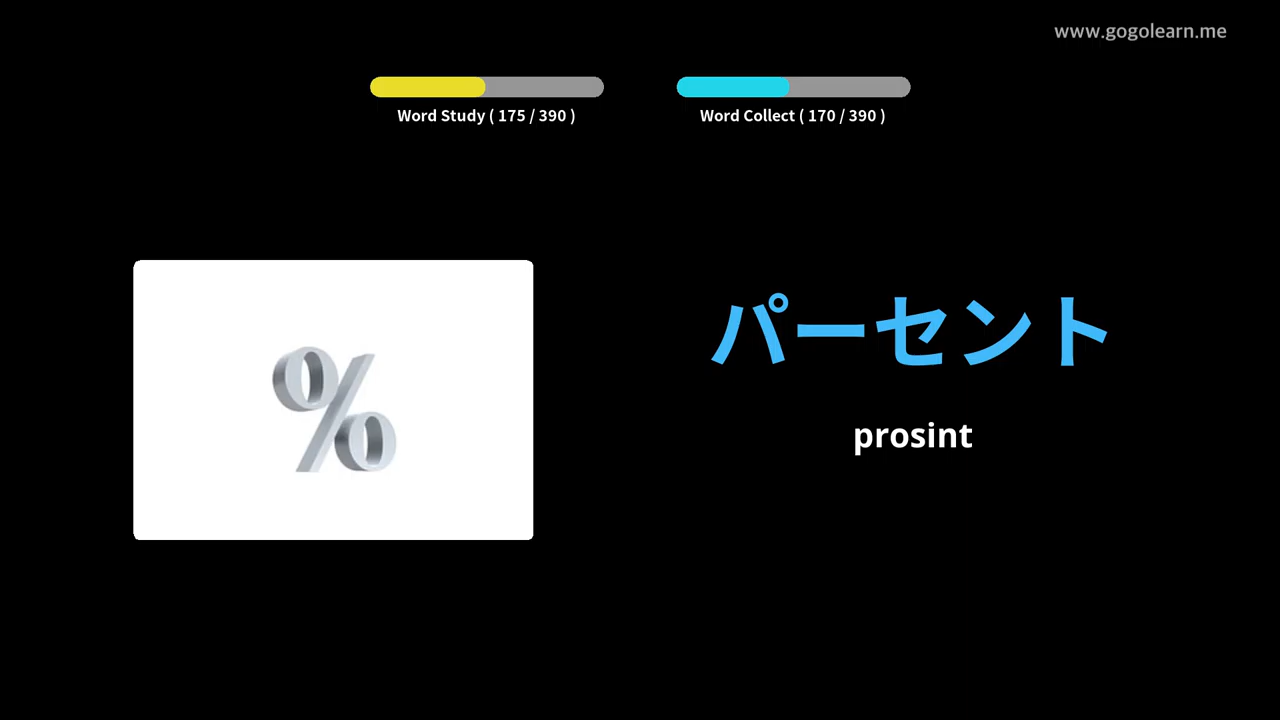 www.gogolearn.me
Word Study ( 175 / 390 )
Word Collect ( 170 / 390 )
%
パーセント
prosint